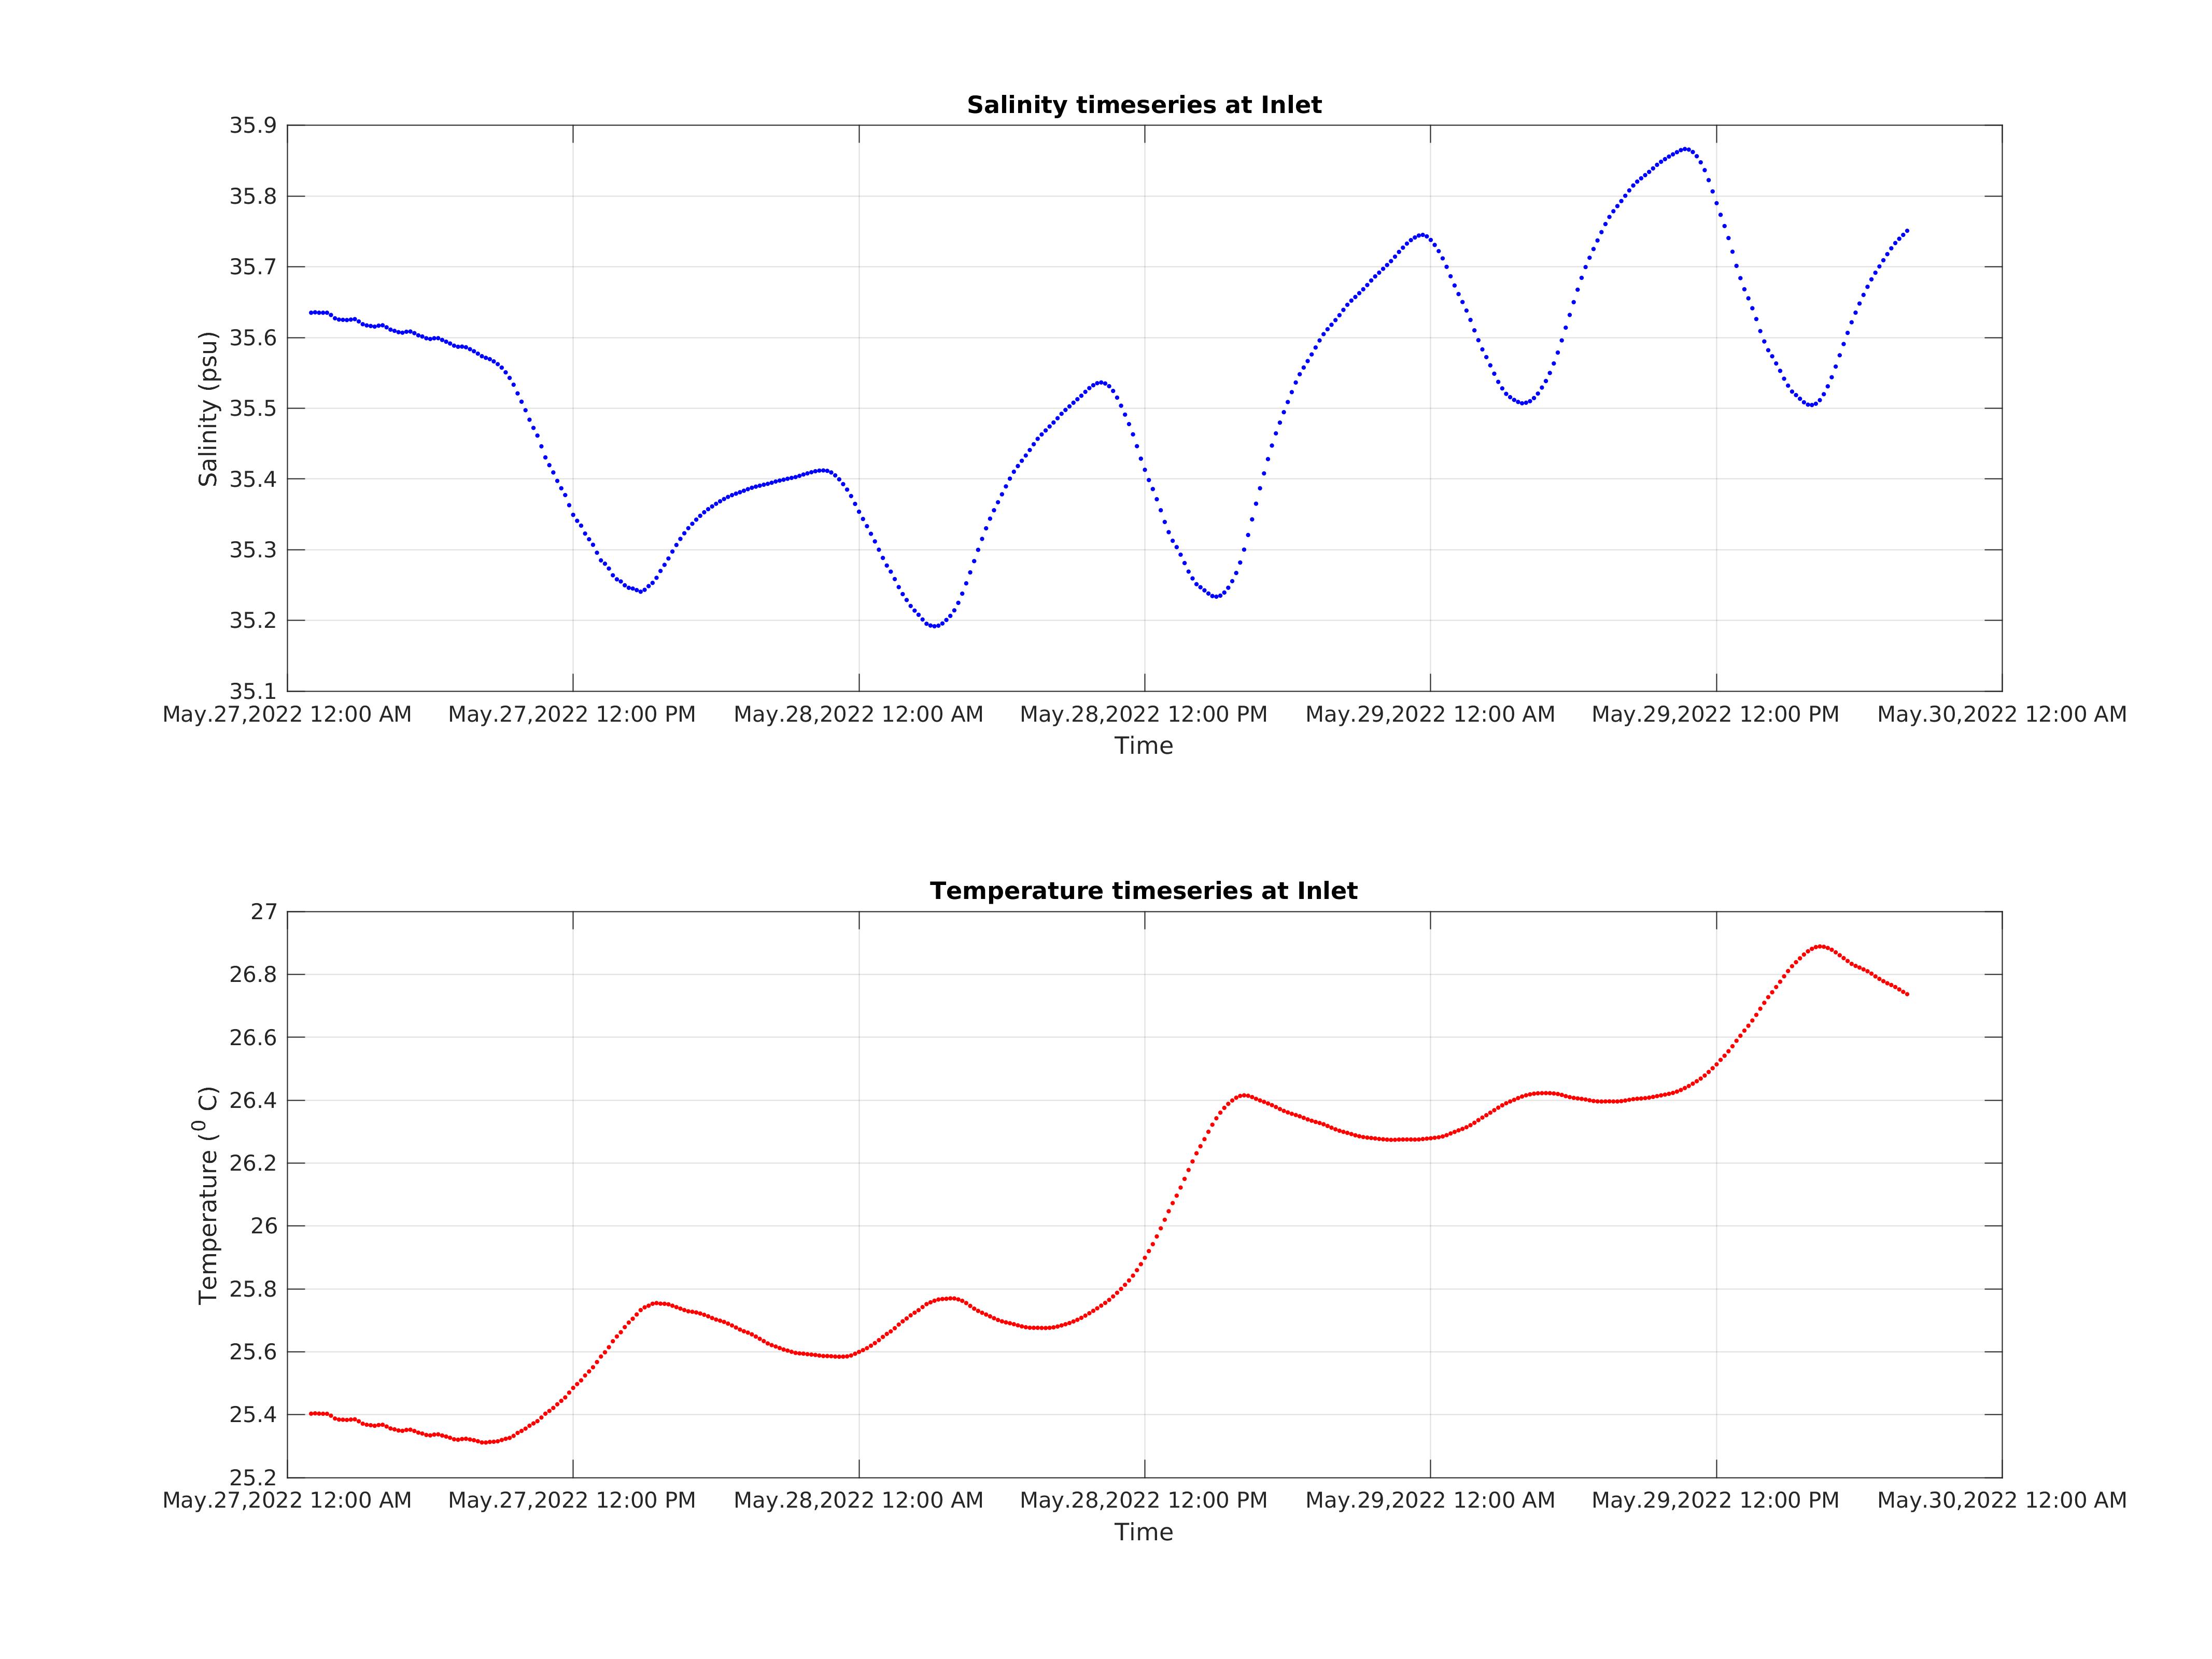 Salinity timeseries at Inlet
35.9
35.8
35.7
35.6
35.5
35.4
35.3
35.2
35.1
Salinity (psu)
May.27,2022 12:00 AM May.27,2022 12:00 PM May.28,2022 12:00 AM May.28,2022 12:00 PM May.29,2022 12:00 AM May.29,2022 12:00 PM May.30,2022 12:00 AM
Time
Temperature timeseries at Inlet
27
26.8
26.6
26.4
26.2
26
25.8
25.6
25.4
25.2
Temperature (⁰ C)
May.27,2022 12:00 AM May.27,2022 12:00 PM May.28,2022 12:00 AM May.28,2022 12:00 PM May.29,2022 12:00 AM May.29,2022 12:00 PM May.30,2022 12:00 AM
Time